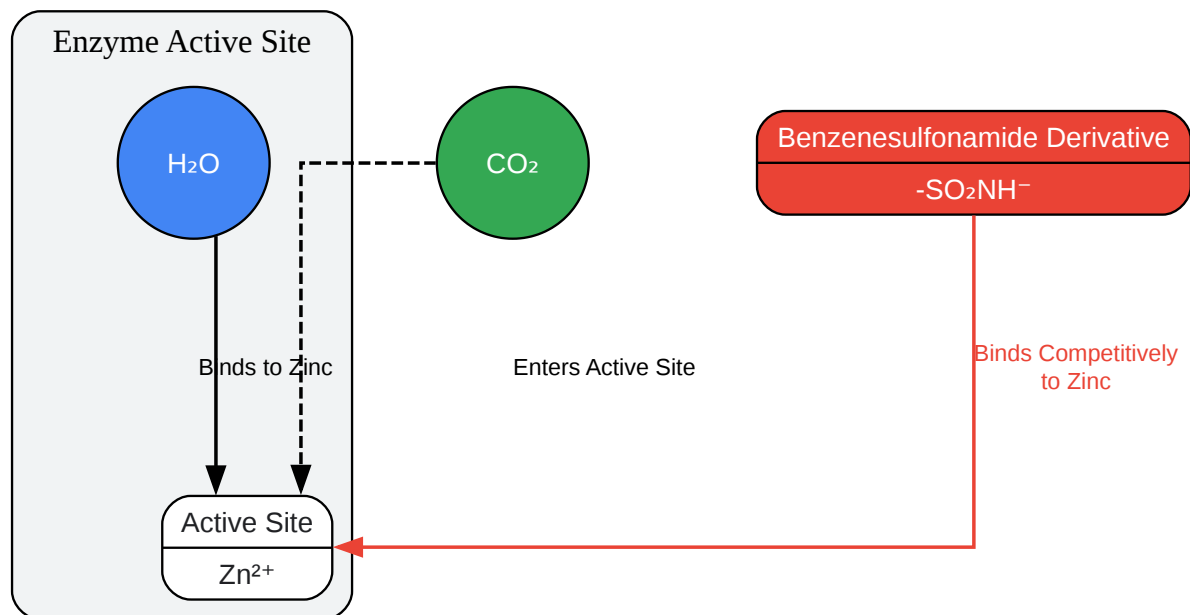 Enzyme Active Site
H₂O
CO₂
Benzenesulfonamide Derivative
-SO₂NH⁻
Binds to Zinc
Enters Active Site
Binds Competitively
to Zinc
Active Site
Zn²⁺